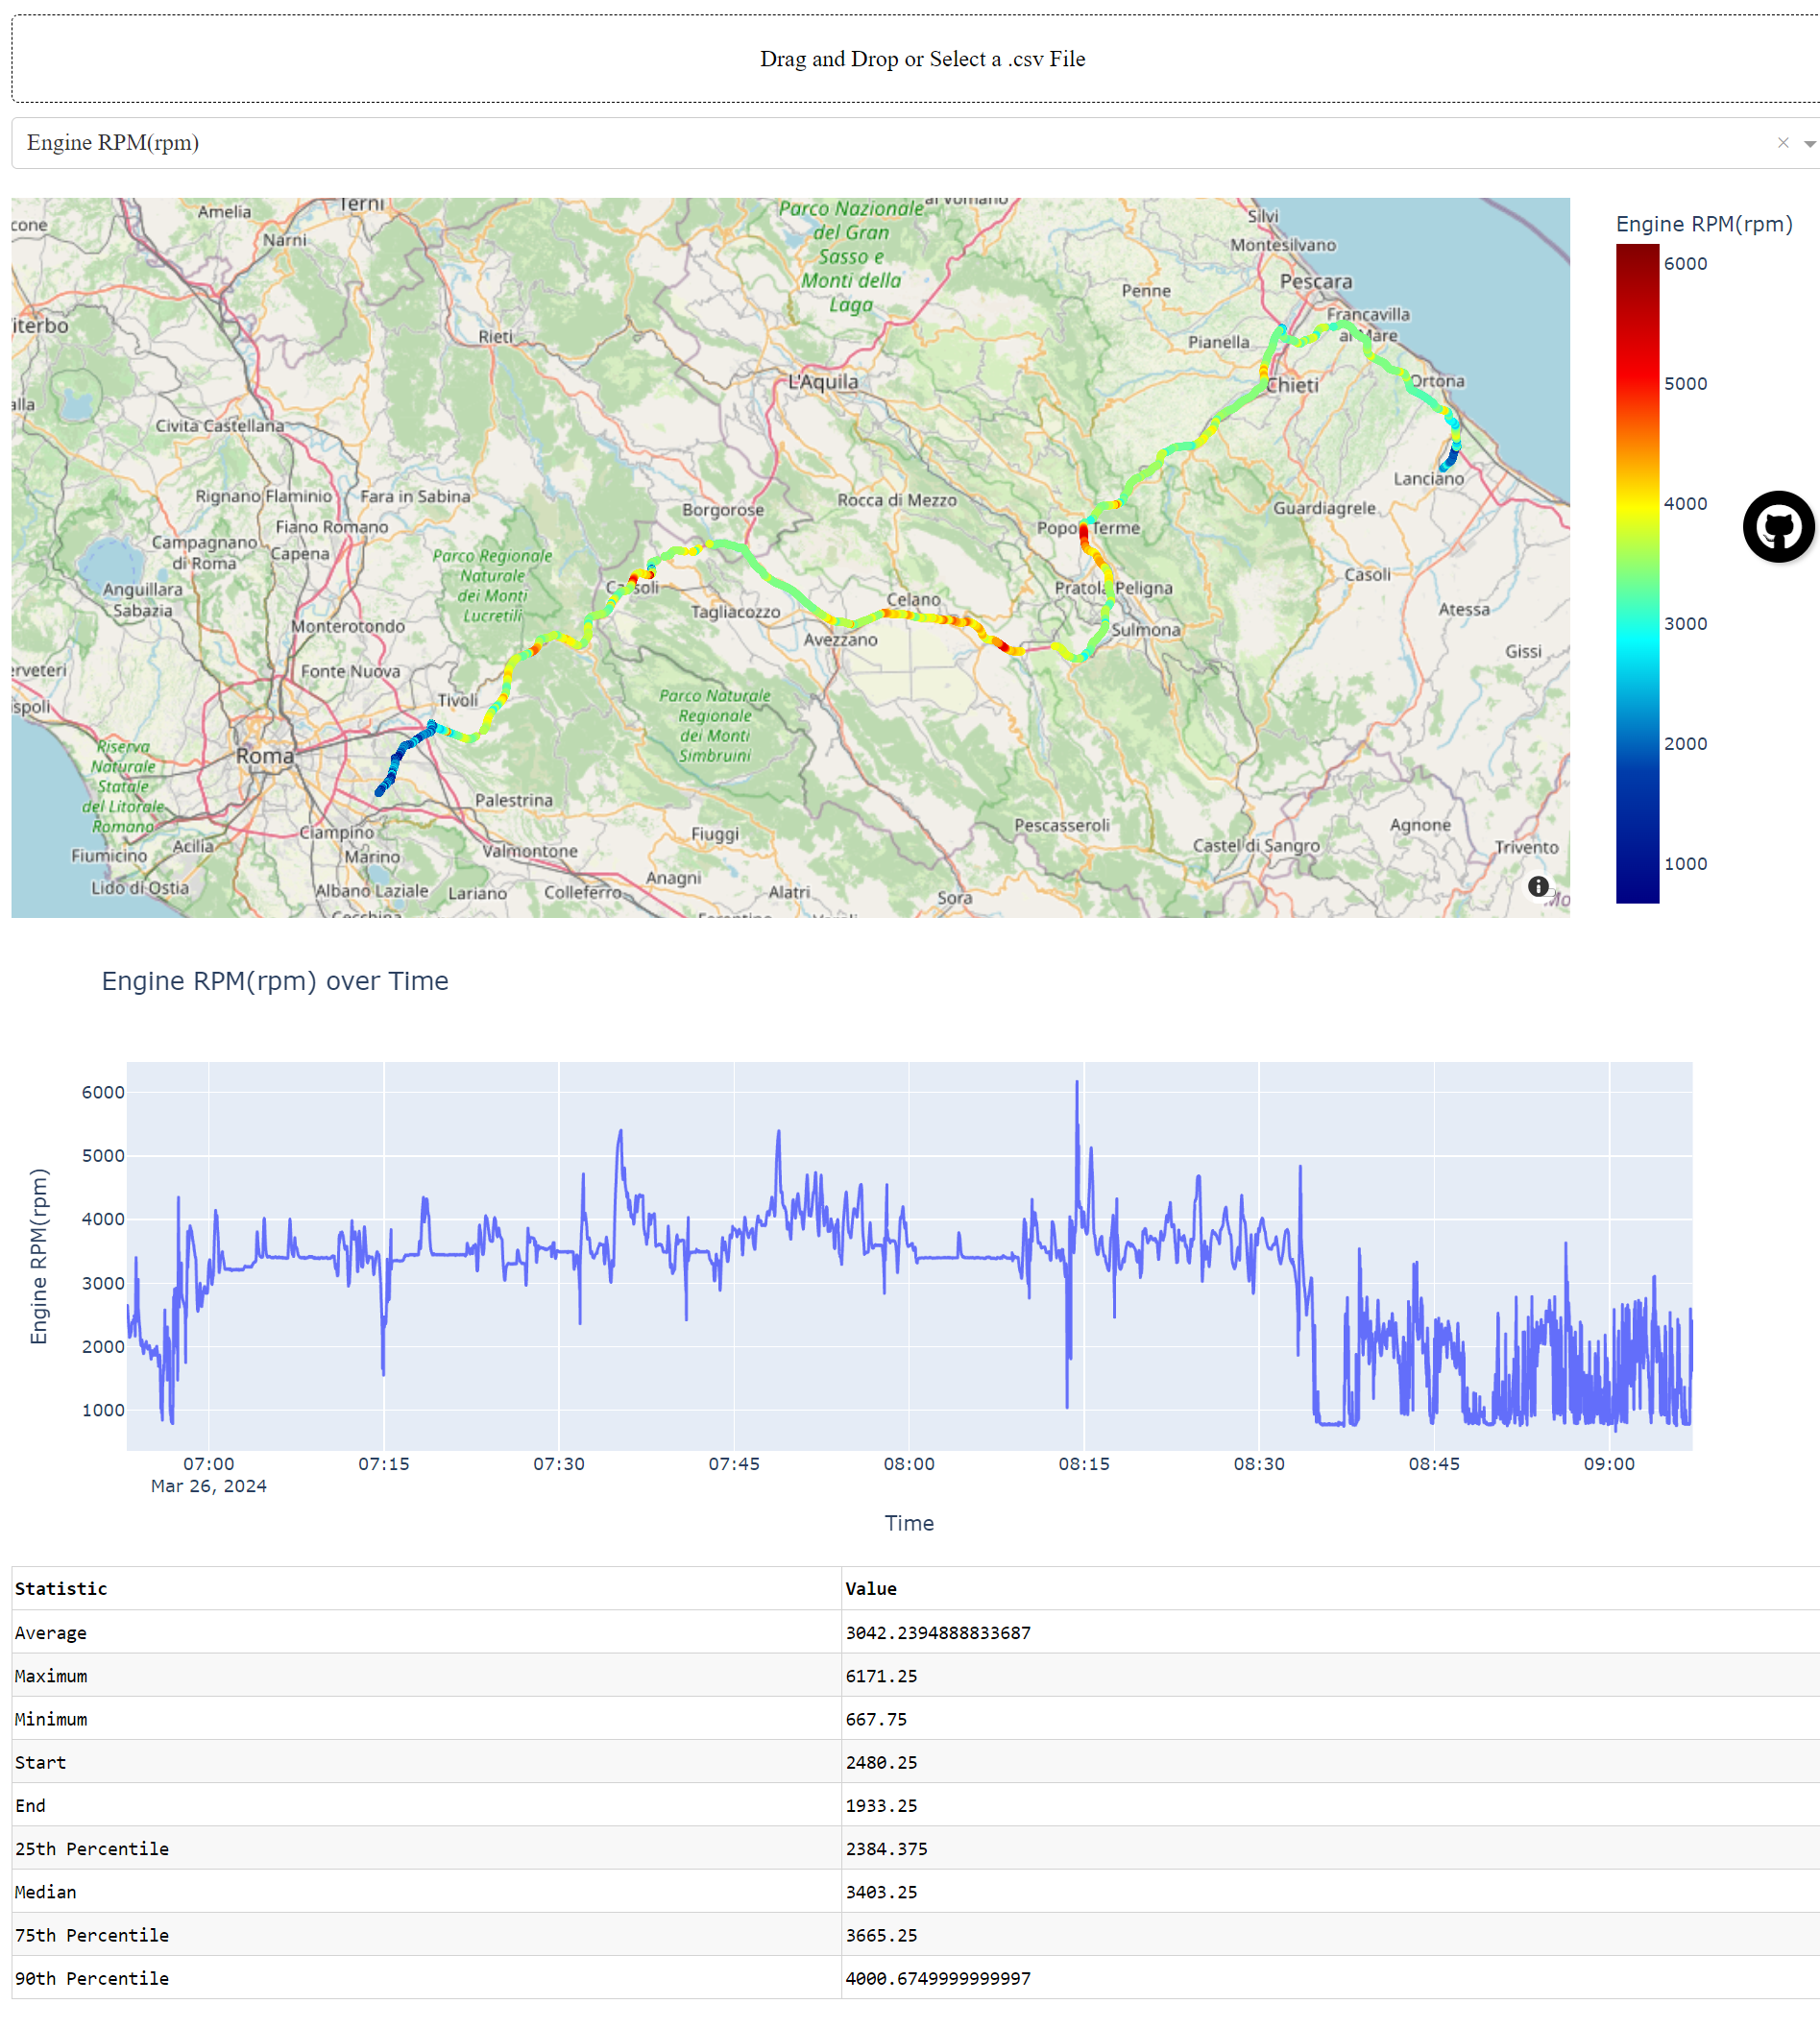 Drag and Drop or Select a .csv File
Engine RPM(rpm)
Engine RPM(rpm)
6000
5000
4000
3000
2000
1000
Amelia
Terni
Narni
Rieti
Civita Castellana
Rignano Flaminio
Fara in Sabina
Fiano Romano
Campagnano
di Roma
Capena
Anguillara
Sabazia
Monterotondo
Fonte Nuova
Tivoli
Roma
Riserva
Naturale
Statale
del Litorale
Romano
Fiumicino
Acilia
Lido di Ostia
Ciampino
Marino
Albano Laziale
Lariano
Palestrina
Valmontone
Colleferro
Parco Regionale
Naturale
dei Monti
Lucretili
Parco Nazionale
del Gran
Sasso e
Monti della
Laga
L'Aquila
Rocca di Mezzo
Borgorose
Tagliacozzo
Celano
Avezzano
Parco Naturale
Regionale
dei Monti
Simbruini
Fiuggi
Anagni
Alatri
Sora
Silvi
Montesilvano
Pescara
Penne
Francavilla
Pianella
Chieti
Ortona
Lanciano
Guardiagrele
Terme
Pratola Peligna
Sulmona
Casoli
Atessa
Gissi
Pescasseroli
Castel di Sangro
Agnone
Trivento
Engine RPM(rpm) over Time
Engine RPM(rpm)
6000
5000
4000
3000
2000
1000
07:00 07:15 07:30 07:45 08:00 08:15 08:30 08:45 09:00
Mar 26, 2024
Time
Statistic Value
Average 3042.2394888833687
Maximum 6171.25
Minimum 667.75
Start 2480.25
End 1933.25
25th Percentile 2384.375
Median 3403.25
75th Percentile 3665.25
90th Percentile 4000.6749999999997